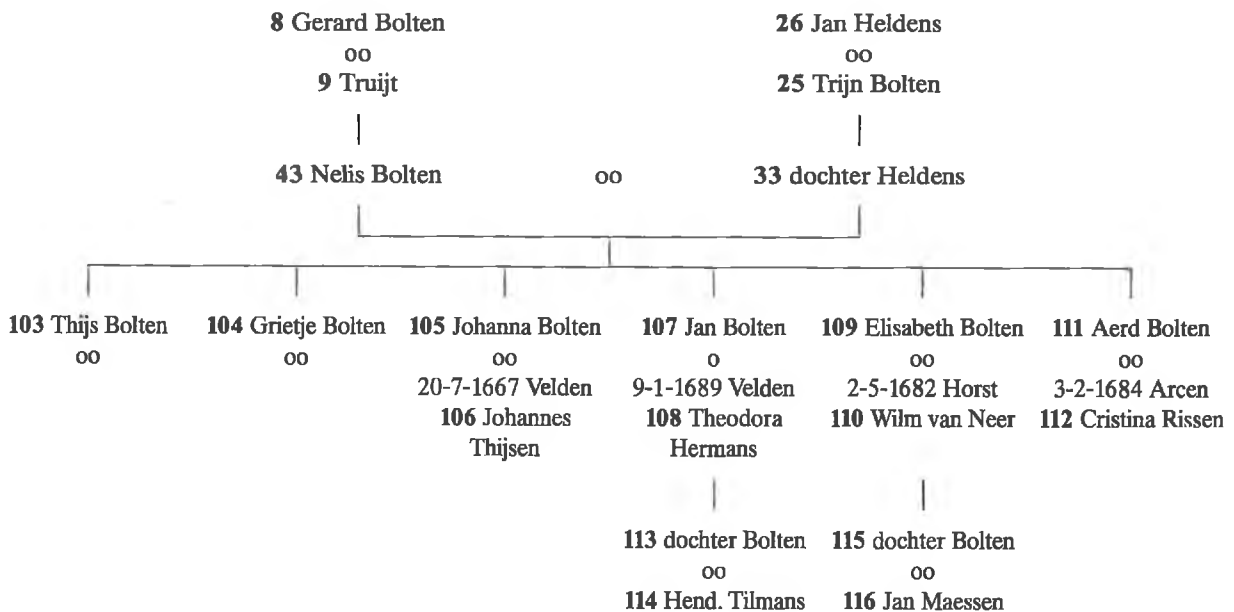 8 Gerard Bolten
oo
9 Truijt
26 Jan Heldens
oo
25 Trijn Bolten
43 Nelis Bolten
oo
33 dochter Heldens
103 Thijs Bolten
oo
104 Grietje Bolten
oo
105 Johanna Bolten
oo
20-7-1667 Velden
106 Johannes
Thijsen
107 Jan Bolten
o
9-1-1689 Velden
108 Theodora
Hermans
109 Elisabeth Bolten
oo
2-5-1682 Horst
110 Wilm van Neer
111 Aerd Bolten
oo
3-2-1684 Arcen
112 Cristina Rissen
113 dochter Bolten
oo
114 Hend. Tilmans
115 dochter Bolten
oo
116 Jan Maessen